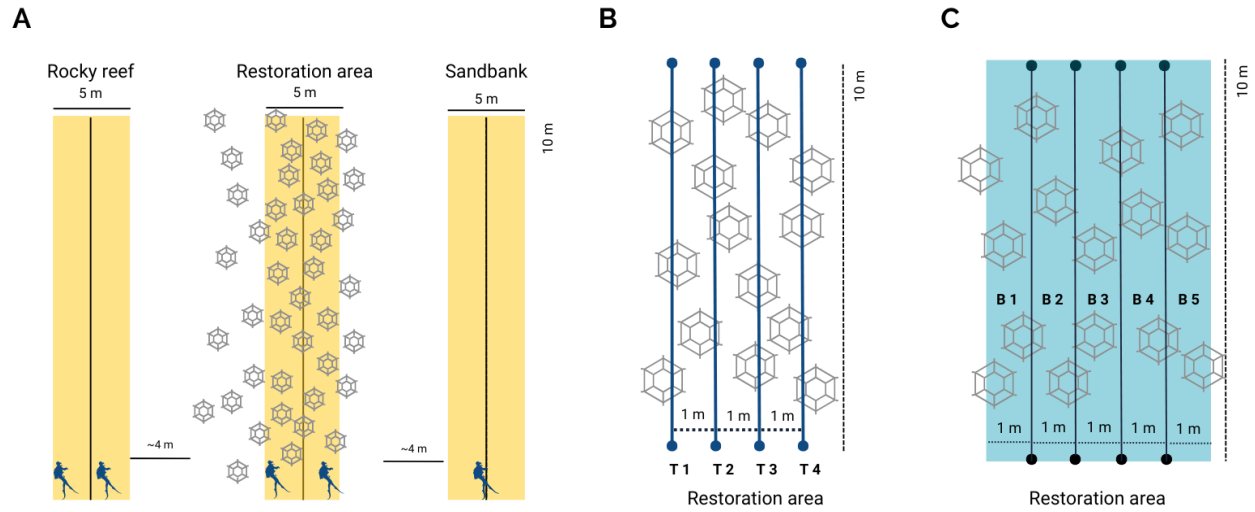 A
Rocky reef
5 m
Restoration area
5 m
Sandbank
5 m
10 m
~4 m
~4 m
B
10 m
1 m
1 m
1 m
T 1
T 2
T 3
T 4
Restoration area
C
10 m
B 1
B 2
B 3
B 4
B 5
1 m
1 m
1 m
1 m
1 m
Restoration area